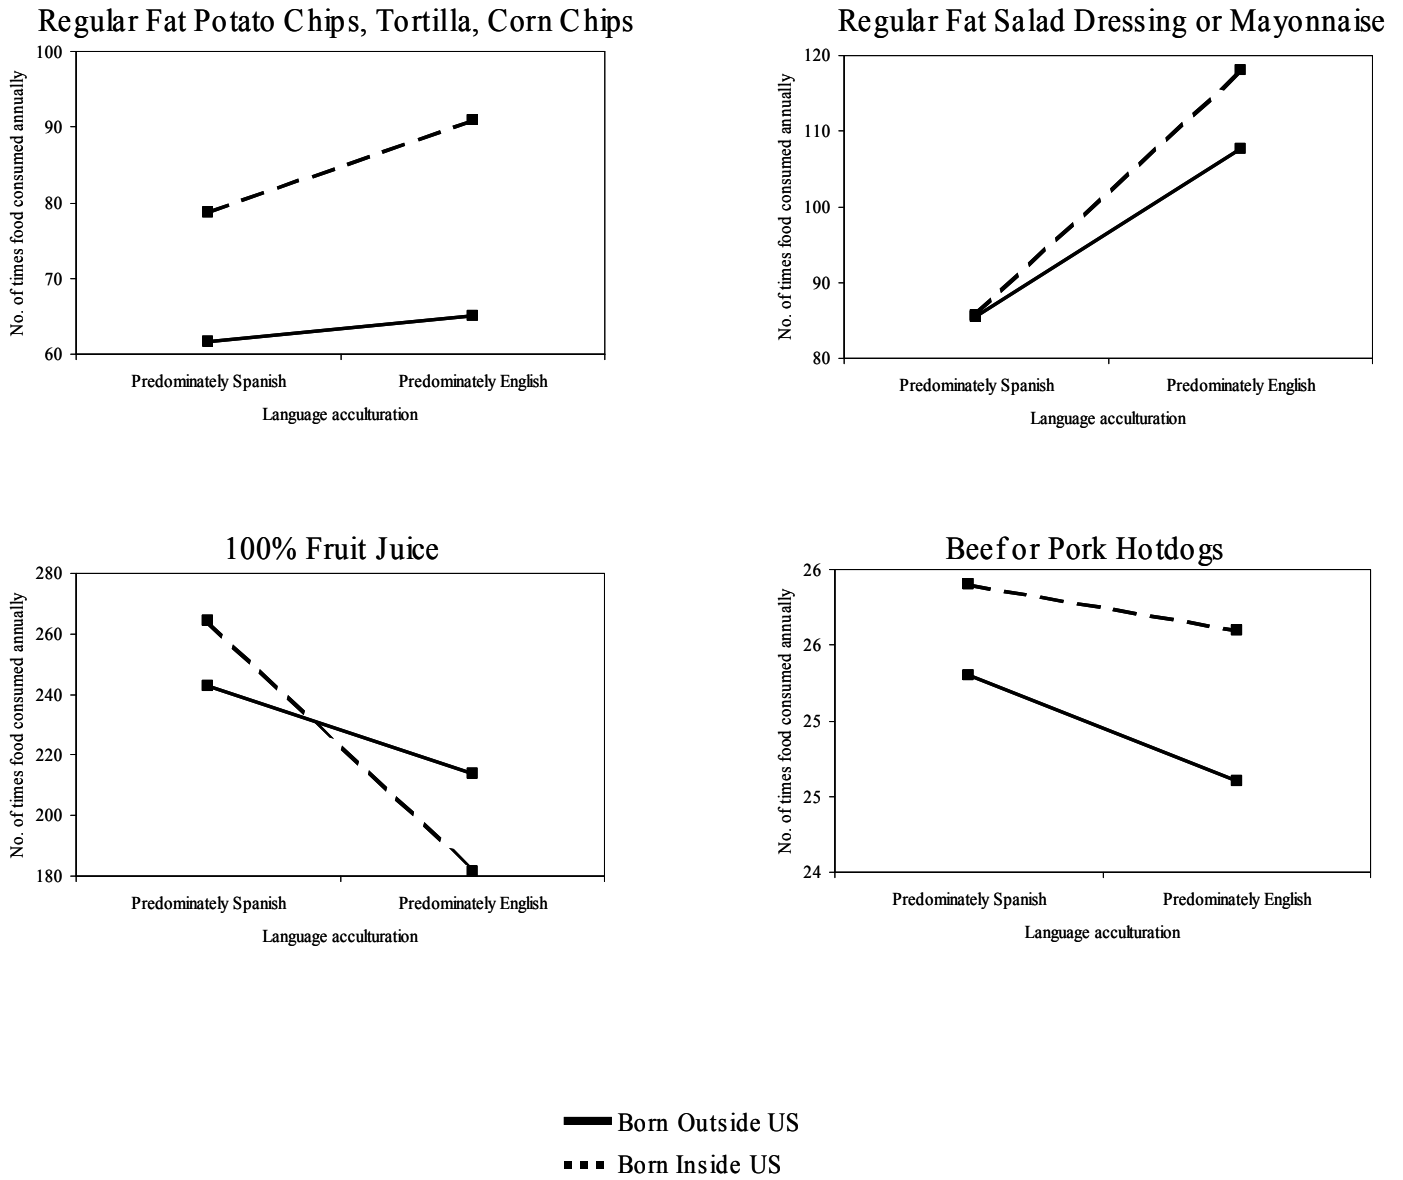 Regular Fat Potato Chips, Tortilla, Corn Chips
No. of times food consumed annually
100
90
80
70
60
Predominately Spanish
Predominately English
Language acculturation
Regular Fat Salad Dressing or Mayonnaise
No. of times food consumed annually
120
110
100
90
80
Predominately Spanish
Predominately English
Language acculturation
100% Fruit Juice
No. of times food consumed annually
280
260
240
220
200
180
Predominately Spanish
Predominately English
Language acculturation
Beef or Pork Hotdogs
No. of times food consumed annually
26
26
25
25
24
Predominately Spanish
Predominately English
Language acculturation
Born Outside US
Born Inside US